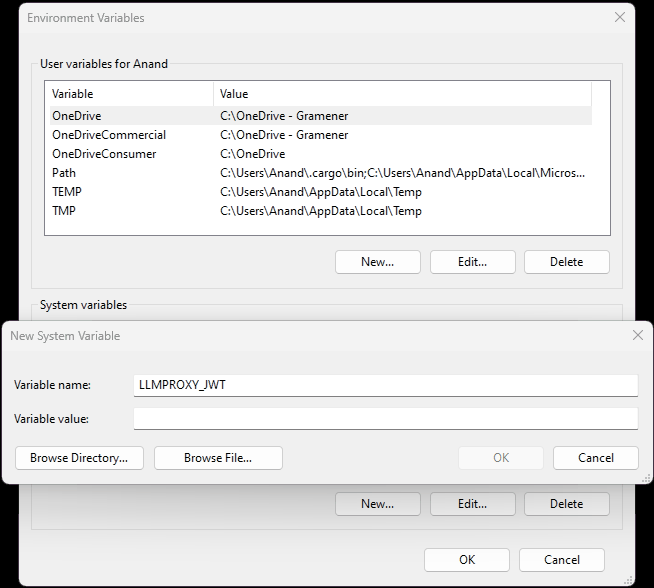 Environment Variables
User variables for Anand
Variable Value
OneDrive C:\OneDrive - Gramener
OneDriveCommercial C:\OneDrive - Gramener
OneDriveConsumer C:\OneDrive
Path C:\Users\Anand\.cargo\bin;C:\Users\Anand\AppData\Local\Micros...
TEMP C:\Users\Anand\AppData\Local\Temp
TMP C:\Users\Anand\AppData\Local\Temp
New... Edit... Delete
System variables
New System Variable
Variable name: LLMPROXY_JWT
Variable value:
Browse Directory... Browse File... OK Cancel
New... Edit... Delete
OK Cancel